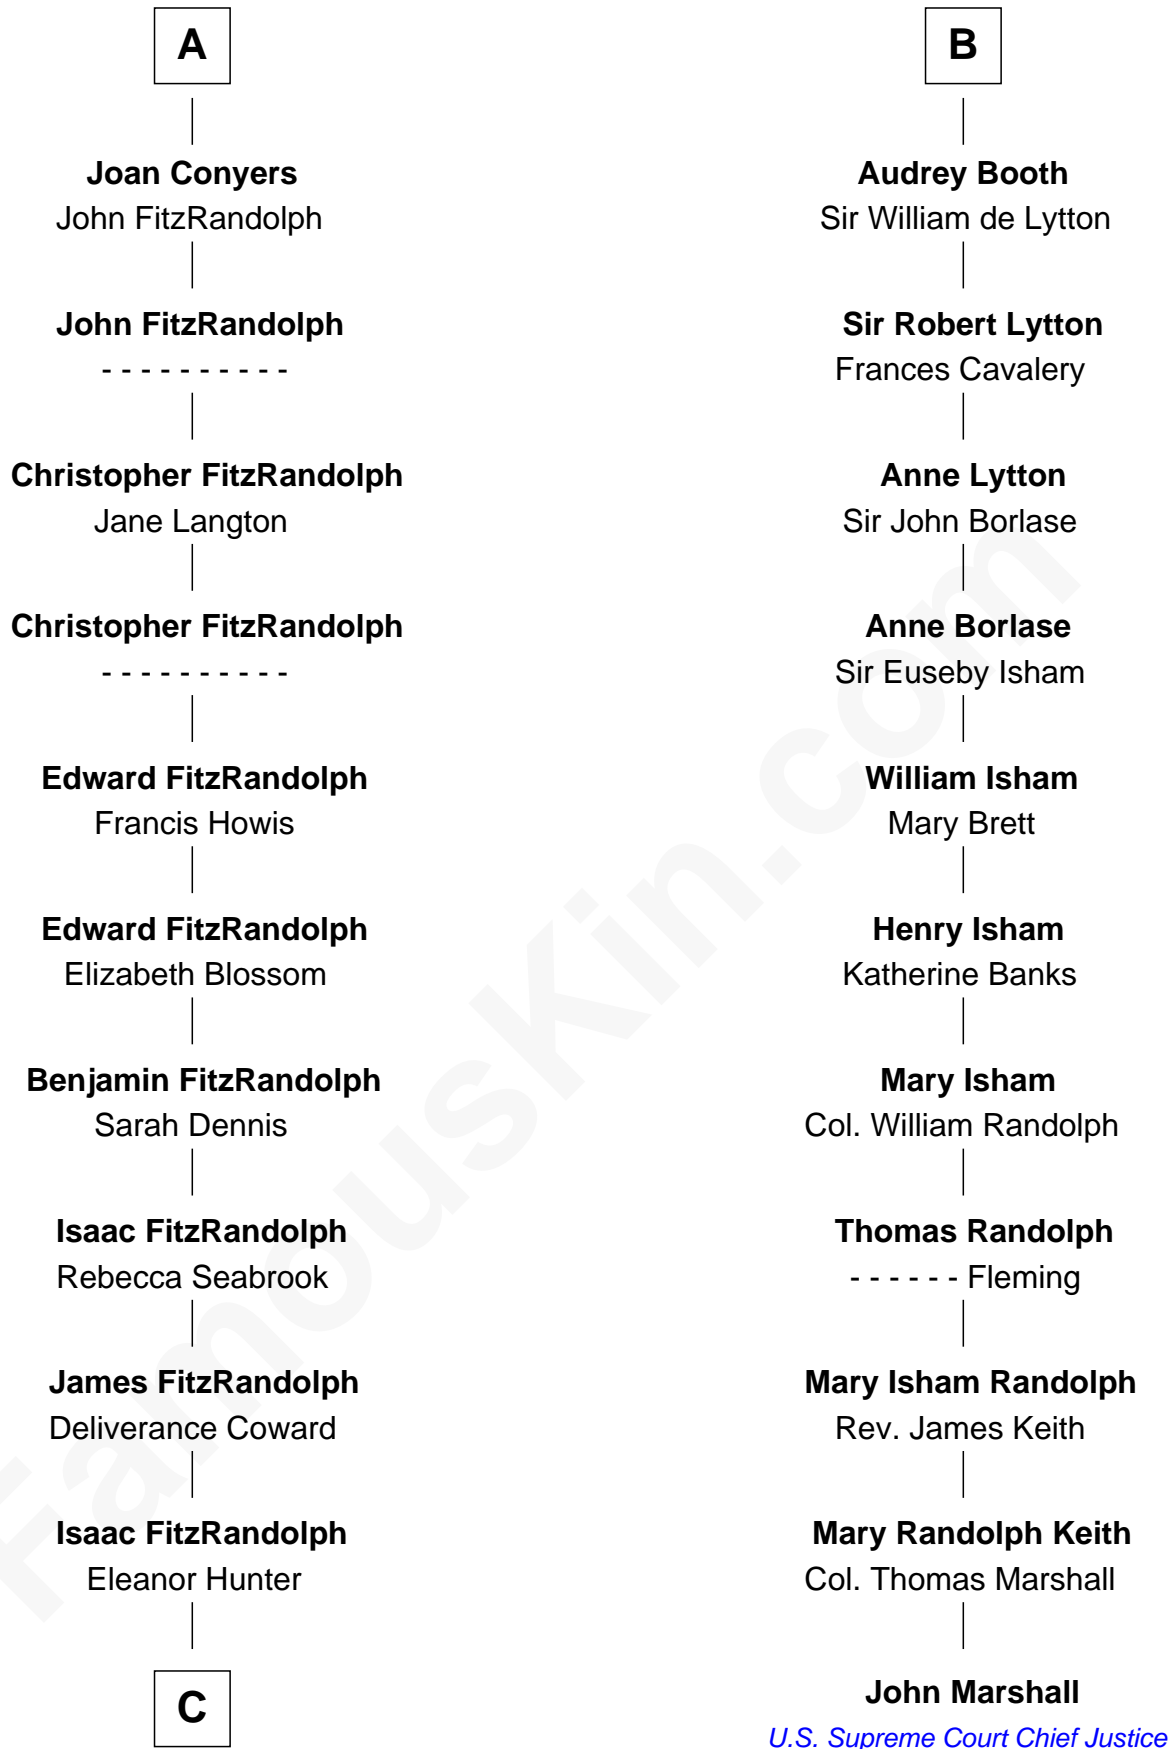 A
Joan Conyers
John FitzRandolph
John FitzRandolph
- - - - - - - - - -
Christopher FitzRandolph
Jane Langton
Christopher FitzRandolph
- - - - - - - - - -
Edward FitzRandolph
Francis Howis
Edward FitzRandolph
Elizabeth Blossom
Benjamin FitzRandolph
Sarah Dennis
Isaac FitzRandolph
Rebecca Seabrook
James FitzRandolph
Deliverance Coward
Isaac FitzRandolph
Eleanor Hunter
C
B
Audrey Booth
Sir William de Lytton
Sir Robert Lytton
Frances Cavalery
Anne Lytton
Sir John Borlase
Anne Borlase
Sir Euseby Isham
William Isham
Mary Brett
Henry Isham
Katherine Banks
Mary Isham
Col. William Randolph
Thomas Randolph
- - - - - - Fleming
Mary Isham Randolph
Rev. James Keith
Mary Randolph Keith
Col. Thomas Marshall
John Marshall
U.S. Supreme Court Chief Justice
FamousKin.com